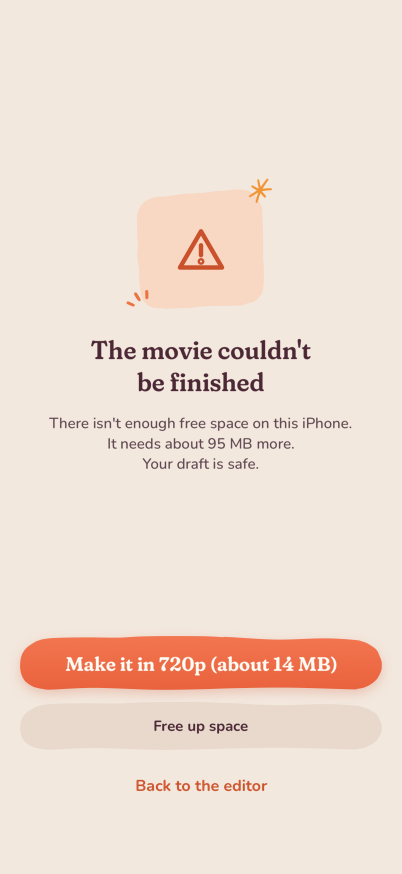 The movie couldn't
be finished
There isn't enough free space on this iPhone.
It needs about 95 MB more.
Your draft is safe.
Make it in 720p (about 14 MB)
Free up space
Back to the editor